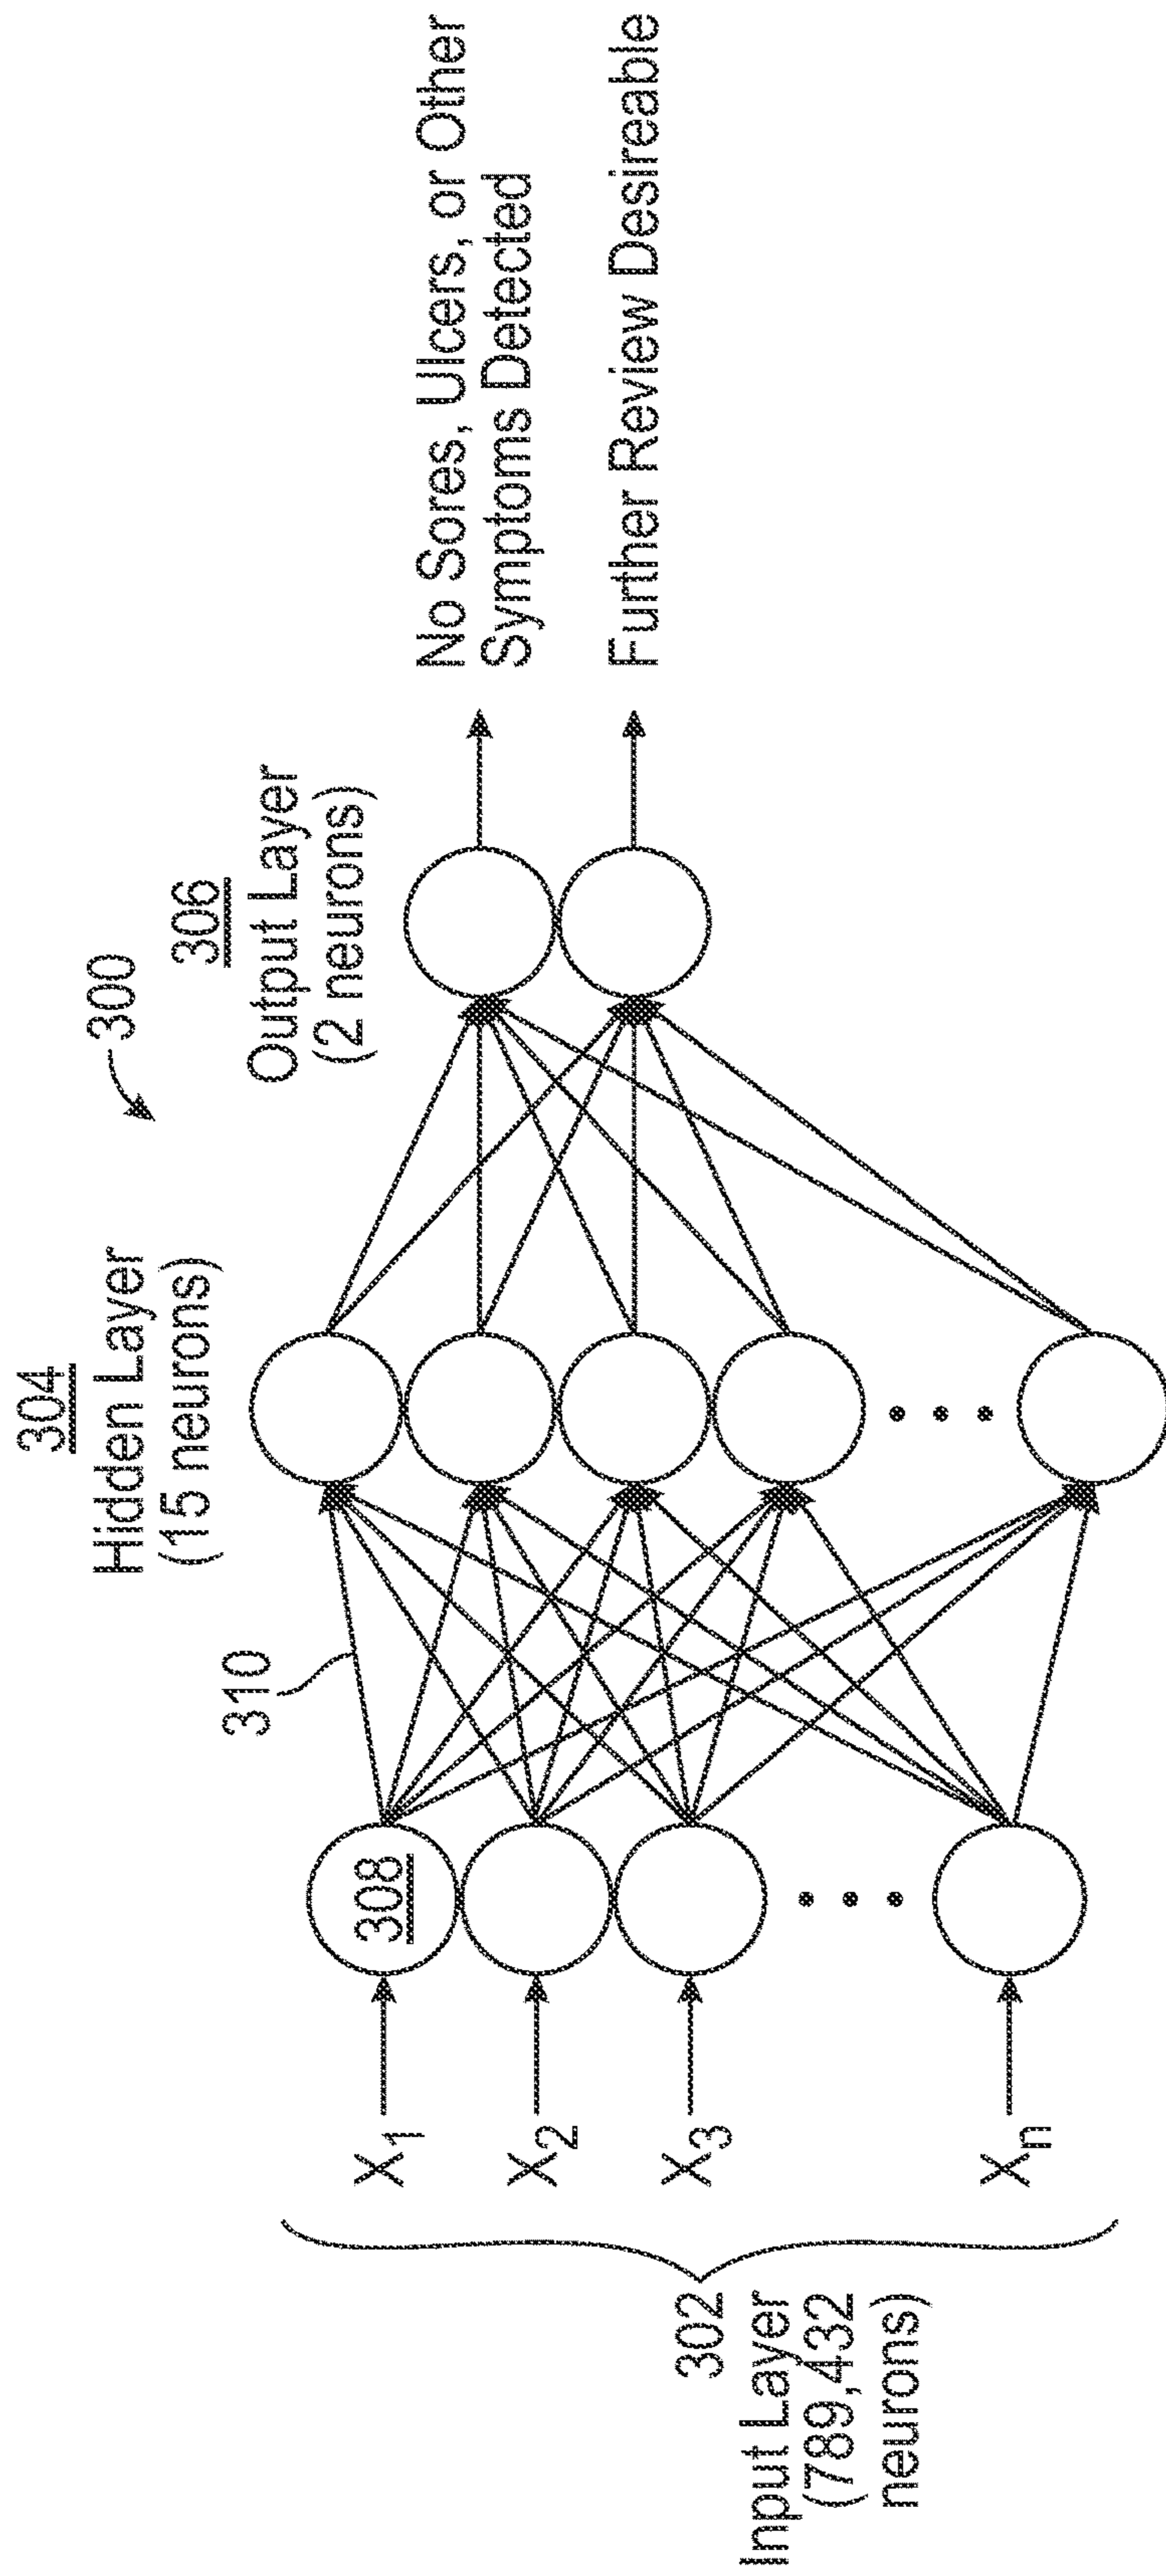 300
304
Hidden Layer
(15 neurons)
306
Output Layer
(2 neurons)
310
308
X1
X2
X3
Xn
302
Input Layer
(789,432
neurons)
No Sores, Ulcers, or Other
Symptoms Detected
Further Review Desireable